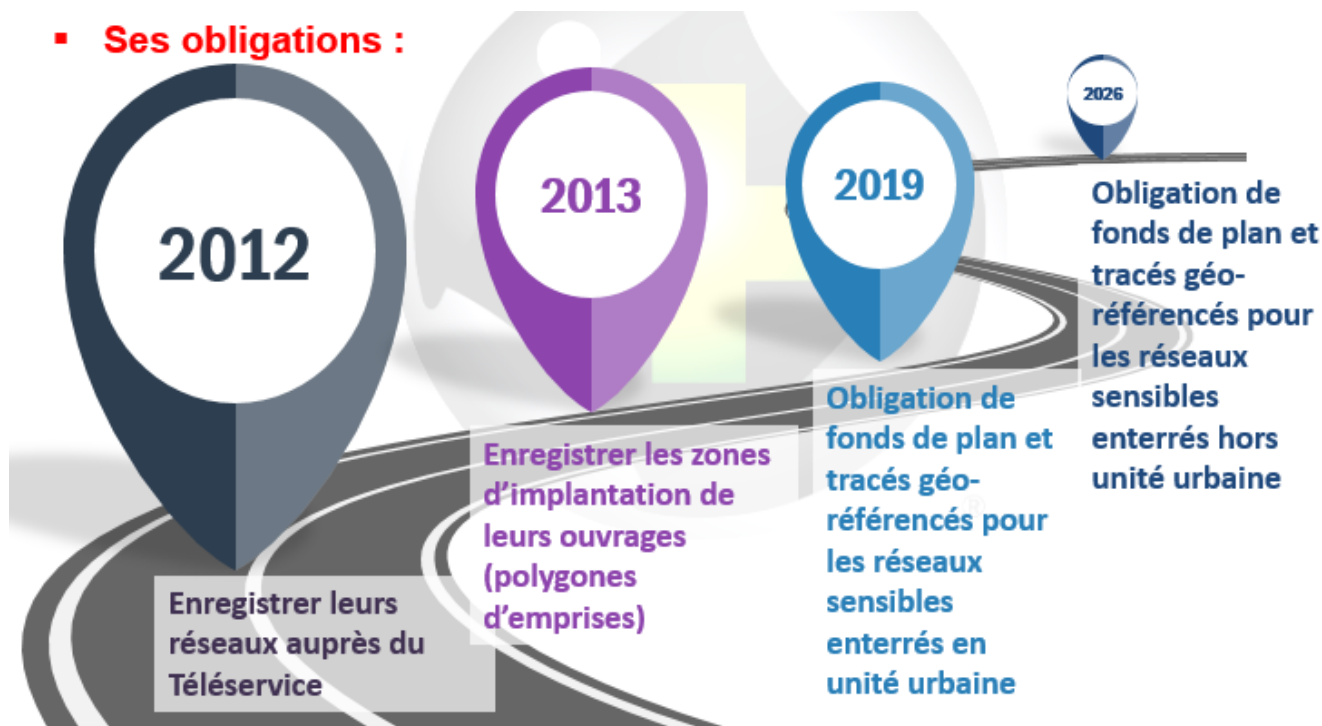 ▪ Ses obligations :
2012
Enregistrer leurs
réseaux auprès du
Téléservice
2013
Enregistrer les zones
d'implantation de
leurs ouvrages
(polygones
d'emprises)
2019
Obligation de
fonds de plan et
tracés géo-
référencés pour
les réseaux
sensibles
enterrés en
unité urbaine
2026
Obligation de
fonds de plan et
tracés géo-
référencés pour
les réseaux
sensibles
enterrés hors
unité urbaine
®